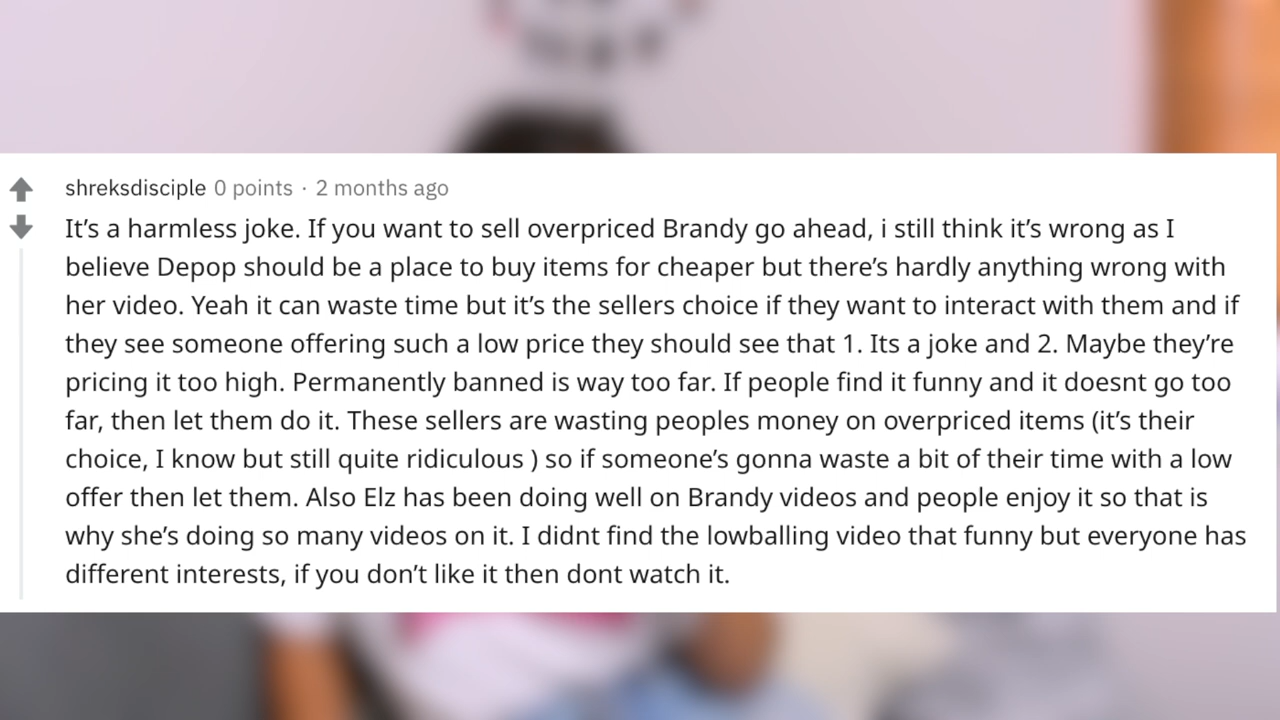 shreksdisciple 0 points · 2 months ago
It's a harmless joke. If you want to sell overpriced Brandy go ahead, i still think it's wrong as I
believe Depop should be a place to buy items for cheaper but there's hardly anything wrong with
her video. Yeah it can waste time but it's the sellers choice if they want to interact with them and if
they see someone offering such a low price they should see that 1. Its a joke and 2. Maybe they're
pricing it too high. Permanently banned is way too far. If people find it funny and it doesnt go too
far, then let them do it. These sellers are wasting peoples money on overpriced items (it's their
choice, I know but still quite ridiculous ) so if someone's gonna waste a bit of their time with a low
offer then let them. Also Elz has been doing well on Brandy videos and people enjoy it so that is
why she's doing so many videos on it. I didnt find the lowballing video that funny but everyone has
different interests, if you don't like it then dont watch it.